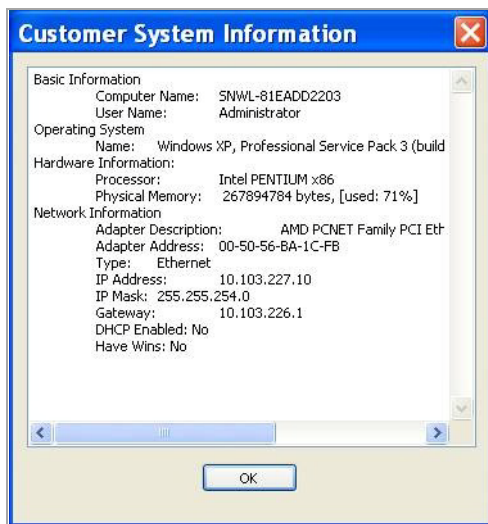 Customer System Information
Basic Information
Computer Name: SNWL-81EADD2203
User Name: Administrator
Operating System
Name: Windows XP, Professional Service Pack 3 (build
Hardware Information:
Processor: Intel PENTIUM x86
Physical Memory: 267894784 bytes, [used: 71%]
Network Information
Adapter Description: AMD PCNET Family PCI Eth
Adapter Address: 00-50-56-BA-1C-FB
Type: Ethernet
IP Address: 10.103.227.10
IP Mask: 255.255.254.0
Gateway: 10.103.226.1
DHCP Enabled: No
Have Wins: No
OK